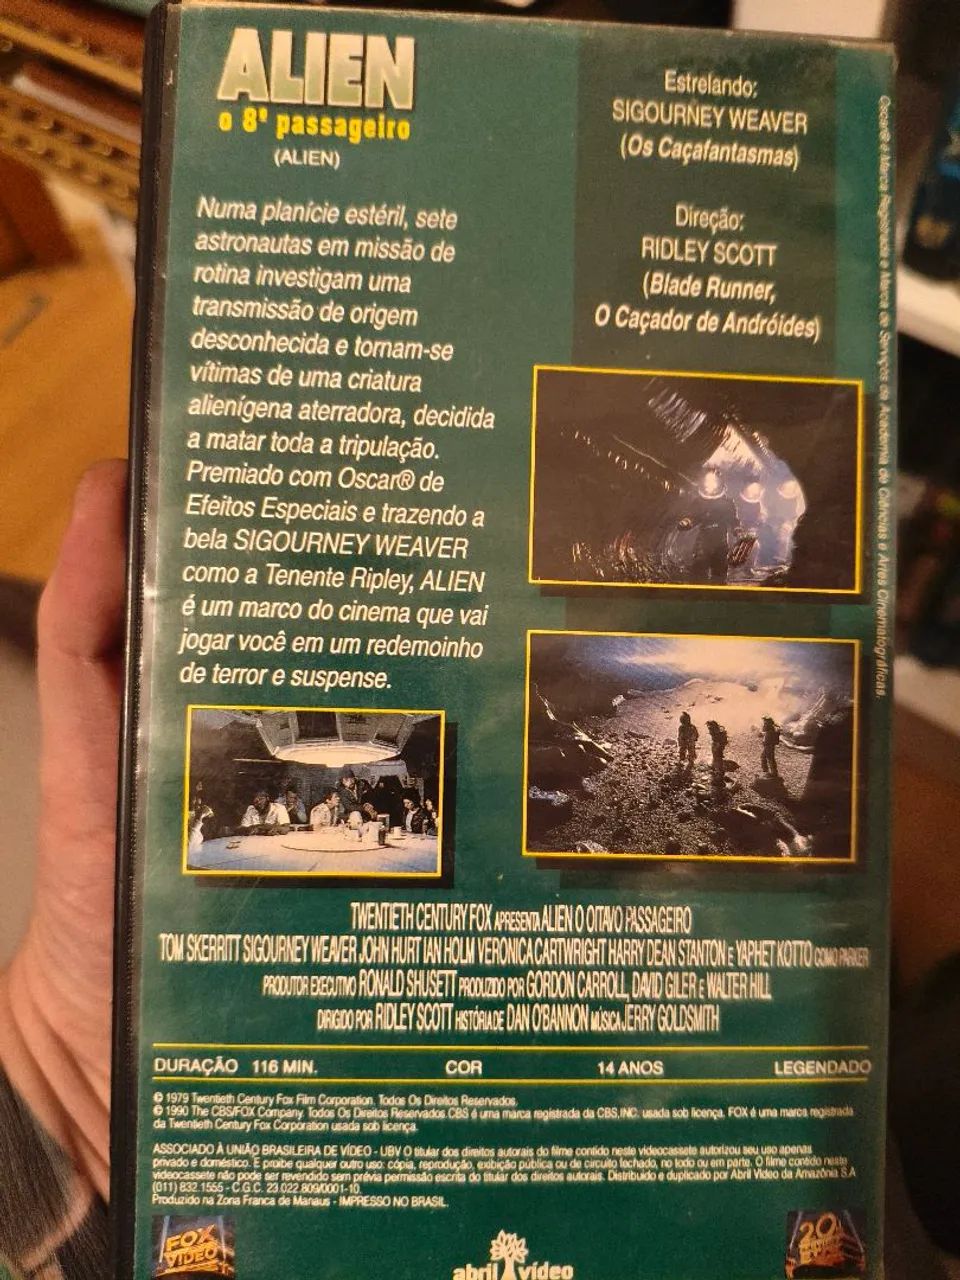 ALIEN
o 8º passageiro
(ALIEN)
Numa planície estéril, sete
astronautas em missão de
rotina investigam uma
transmissão de origem
desconhecida e tornam-se
vítimas de uma criatura
alienígena aterradora, decidida
a matar toda a tripulação.
Premiado com Oscar® de
Efeitos Especiais e trazendo a
bela SIGOURNEY WEAVER
como a Tenente Ripley, ALIEN
é um marco do cinema que vai
jogar você em um redemoinho
de terror e suspense.
Estrelando:
SIGOURNEY WEAVER
(Os Caçafantasmas)
Direção:
RIDLEY SCOTT
(Blade Runner,
O Caçador de Andróides)
Oscar® é Marca Registrada e Marca de Serviços da Academia de Ciências e Artes Cinematográficas.
TWENTIETH CENTURY FOX APRESENTA ALIEN O OITAVO PASSAGEIRO
TOM SKERRITT SIGOURNEY WEAVER JOHN HURT IAN HOLM VERONICA CARTWRIGHT HARRY DEAN STANTON E YAPHET KOTTO COMO PARKER
PRODUTOR EXECUTIVO RONALD SHUSETT PRODUZIDO POR GORDON CARROLL, DAVID GILER E WALTER HILL
DIRIGIDO POR RIDLEY SCOTT HISTÓRIA DE DAN O'BANNON MÚSICA JERRY GOLDSMITH
DURAÇÃO 116 MIN. COR 14 ANOS LEGENDADO
© 1979 Twentieth Century Fox Film Corporation. Todos Os Direitos Reservados.
© 1990 The CBS/FOX Company. Todos Os Direitos Reservados CBS é uma marca registrada da CBS,INC. usada sob licença. FOX é uma marca registrada
da Twentieth Century Fox Corporation usada sob licença.
ASSOCIADO À UNIÃO BRASILEIRA DE VÍDEO - UBV O titular dos direitos autorais do filme contido neste videocassete autorizou seu uso apenas
privado e doméstico. E proíbe qualquer outro uso: cópia, reprodução, exibição pública ou de circuito fechado, no todo ou em parte. O filme contido neste
videocassete não pode ser revendido sem prévia permissão escrita do titular dos direitos autorais. Distribuído e duplicado por Abril Vídeo da Amazônia S.A
(011) 832.1555 - C.G.C. 23.022.809/0001-10.
Produzido na Zona Franca de Manaus - IMPRESSO NO BRASIL.
FOX
VIDEO
abril vídeo
20